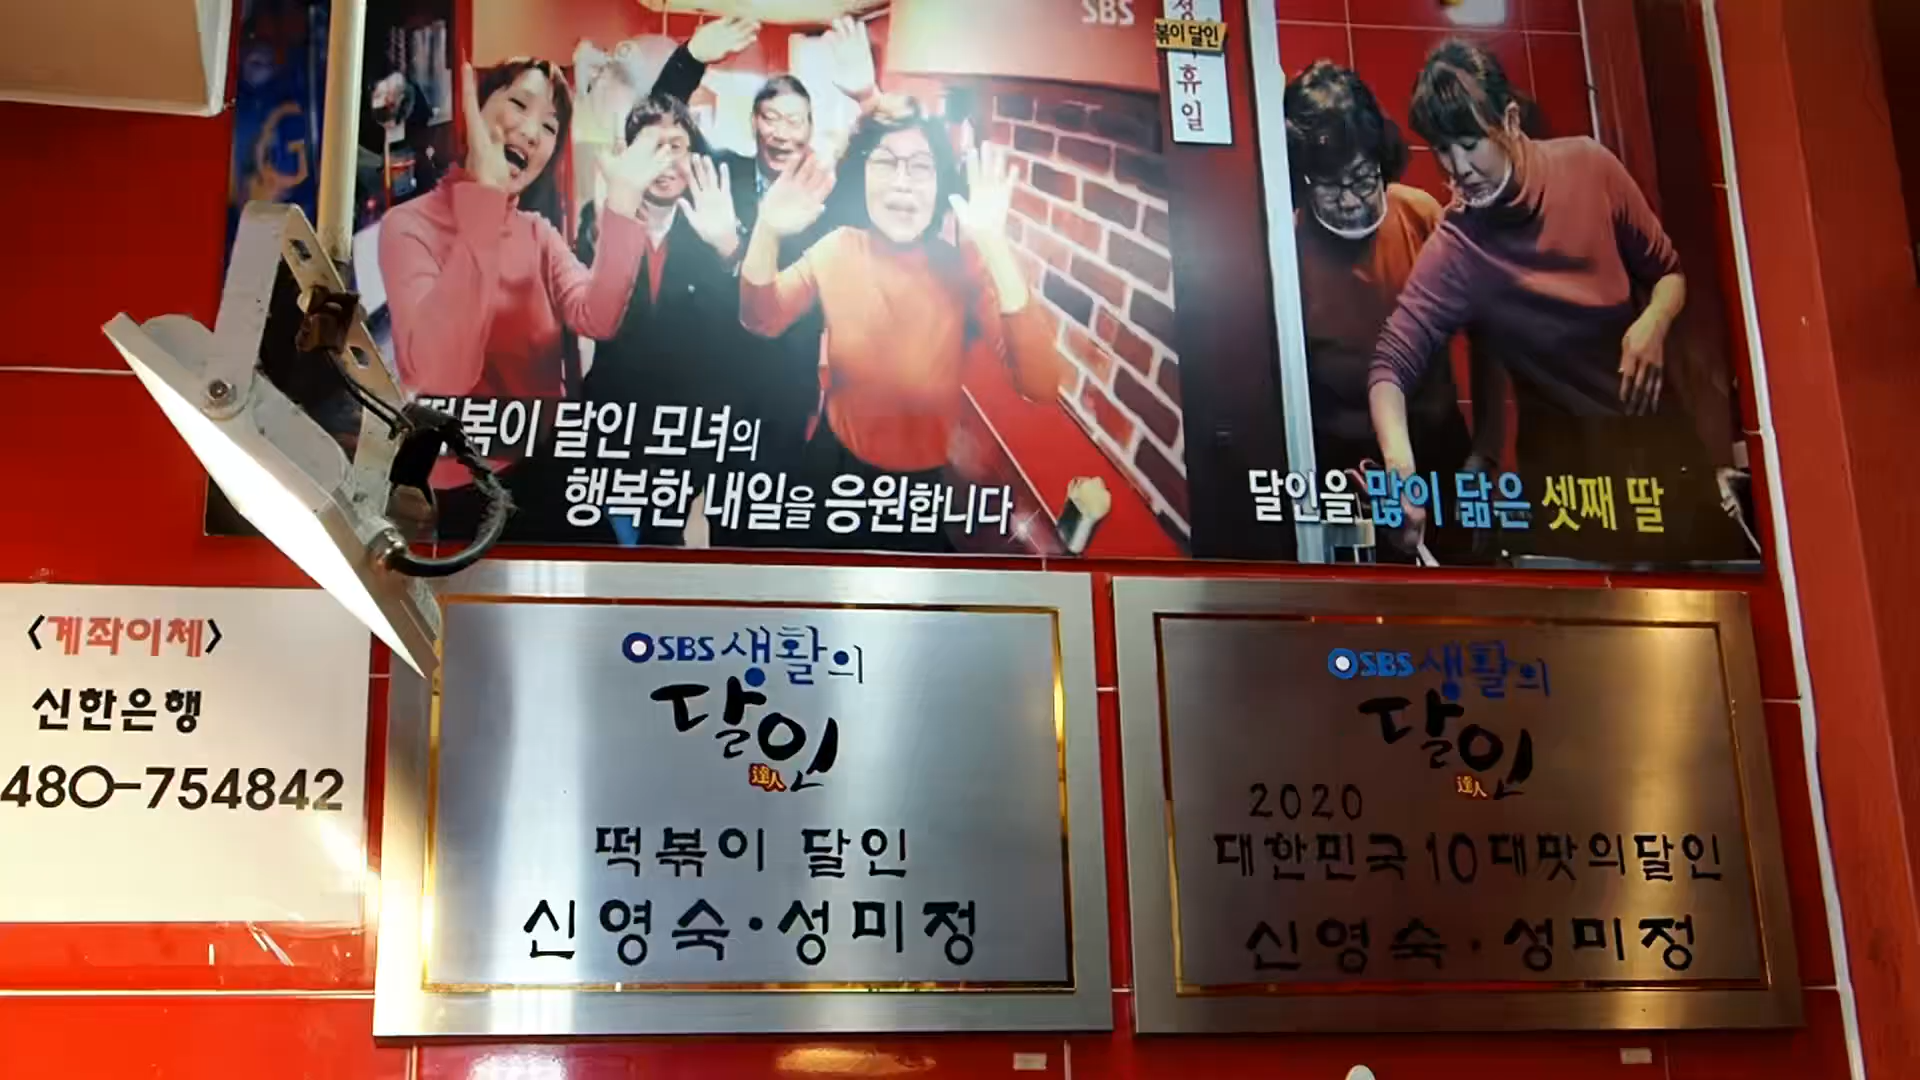 SBS
볶이 달인
휴일
떡볶이 달인 모녀의
행복한 내일을 응원합니다
달인을 많이 닮은 셋째 딸
<계좌이체>
신한은행
480-754842
SBS 생활의
달인
達人
떡볶이 달인
신영숙·성미정
SBS 생활의
달인
達人
2020
대한민국 10대맛의달인
신영숙·성미정